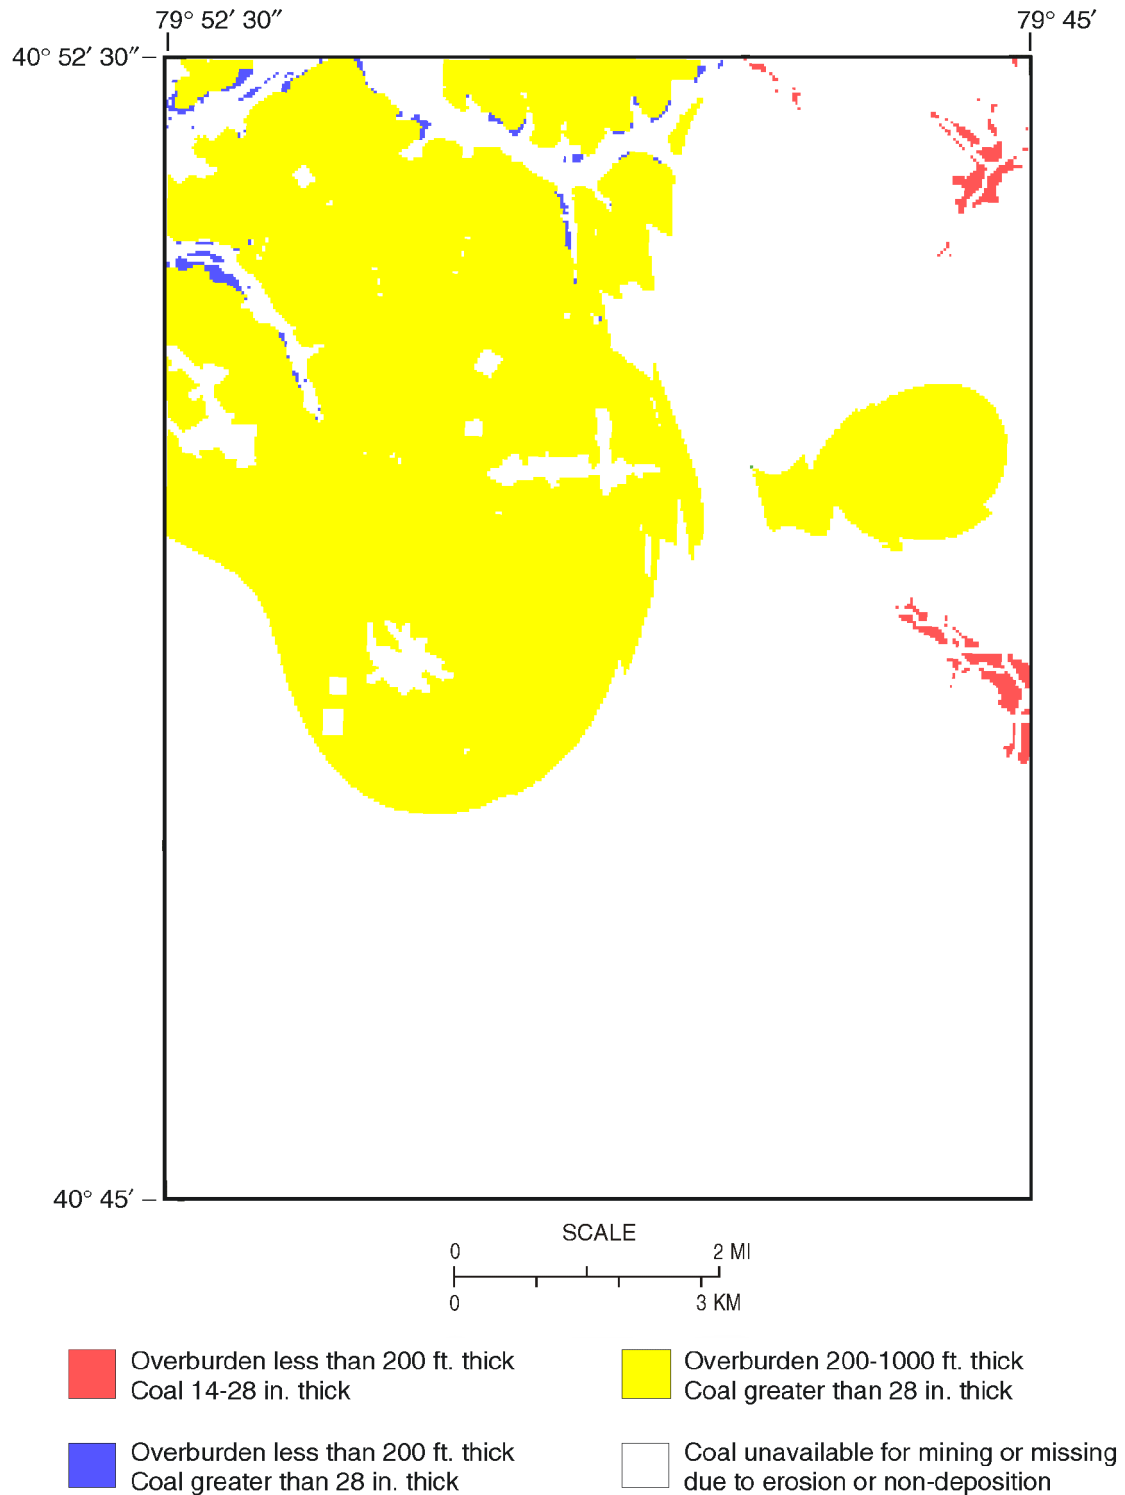 79° 52′ 30″
79° 45′
40° 52′ 30″
40° 45′
SCALE
0
2 MI
0
3 KM
Overburden less than 200 ft. thick
Coal 14-28 in. thick
Overburden 200-1000 ft. thick
Coal greater than 28 in. thick
Overburden less than 200 ft. thick
Coal greater than 28 in. thick
Coal unavailable for mining or missing
due to erosion or non-deposition